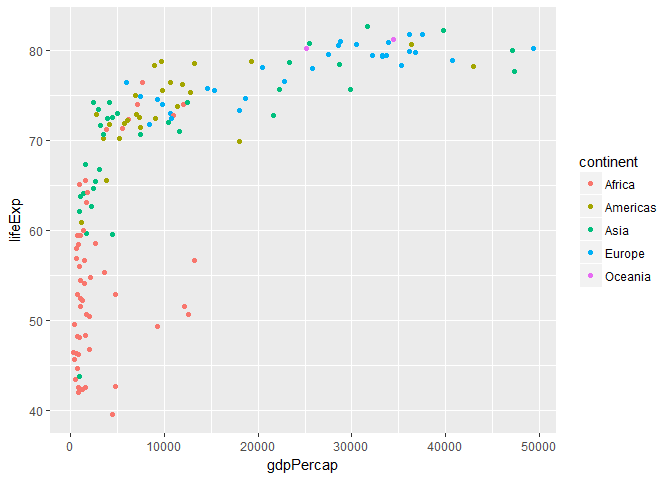 80
70
60
50
40
lifeExp
0 10000 20000 30000 40000 50000
gdpPercap
continent
Africa
Americas
Asia
Europe
Oceania